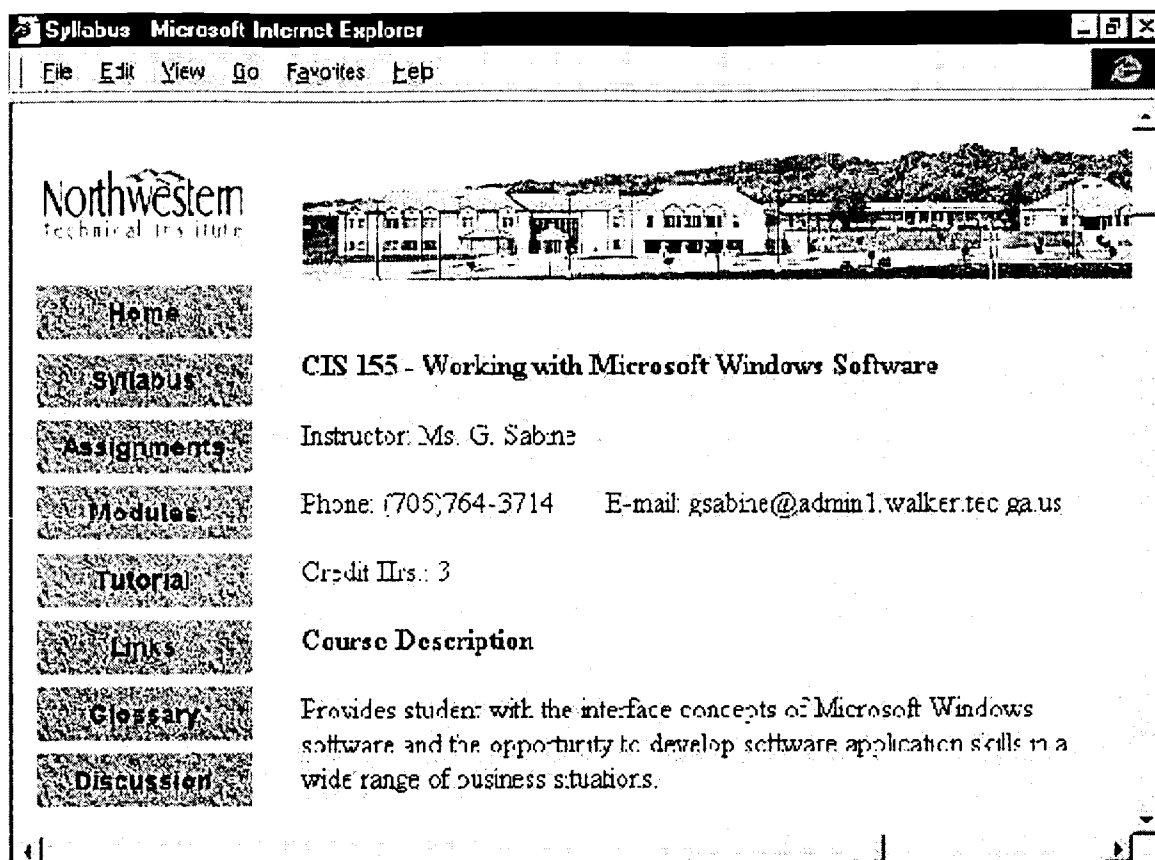 Syllabus Microsoft Internet Explorer
File Edit View Go Favorites Help
Northwestern
Technical Institute
Home
Syllabus
Assignments
Modules
Tutorial
Links
Glossary
Discussion
CIS 155 - Working with Microsoft Windows Software
Instructor: Ms. G. Sabine
Phone: (706)764-3714 E-mail: gsabine@admin1.walker.tec.ga.us
Credit Hrs.: 3
Course Description
Provides student with the interface concepts of Microsoft Windows
software and the opportunity to develop software application skills in a
wide range of business situations.